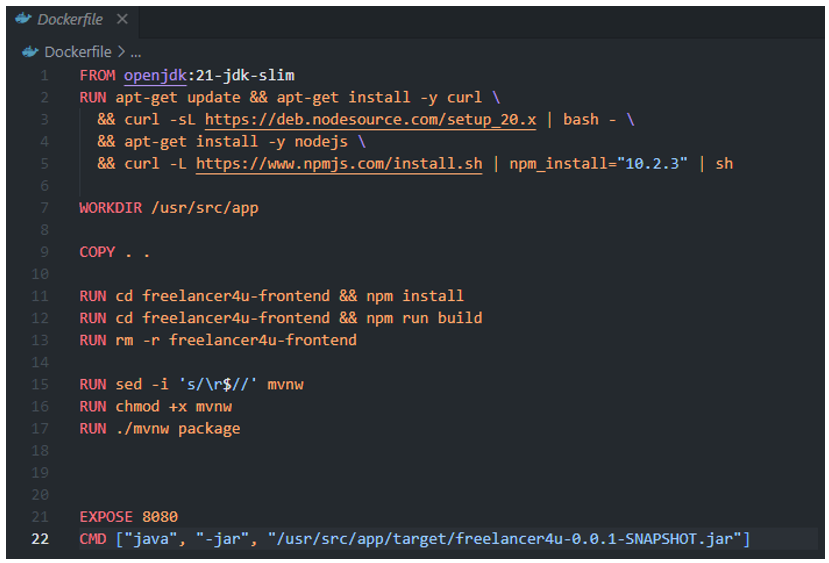 Dockerfile
Dockerfile > ...
1 FROM openjdk:21-jdk-slim
2 RUN apt-get update && apt-get install -y curl \
3 && curl -sL https://deb.nodesource.com/setup_20.x | bash - \
4 && apt-get install -y nodejs \
5 && curl -L https://www.npmjs.com/install.sh | npm_install="10.2.3" | sh
6
7 WORKDIR /usr/src/app
8
9 COPY . .
10
11 RUN cd freelancer4u-frontend && npm install
12 RUN cd freelancer4u-frontend && npm run build
13 RUN rm -r freelancer4u-frontend
14
15 RUN sed -i 's/\r$//' mvnw
16 RUN chmod +x mvnw
17 RUN ./mvnw package
18
19
20
21 EXPOSE 8080
22 CMD ["java", "-jar", "/usr/src/app/target/freelancer4u-0.0.1-SNAPSHOT.jar"]